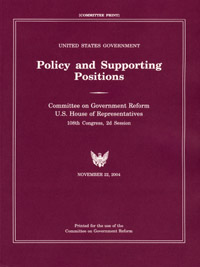 [COMMITTEE PRINT]
UNITED STATES GOVERNMENT
Policy and Supporting
Positions
Committee on Government Reform
U.S. House of Representatives
108th Congress, 2d Session
NOVEMBER 22, 2004
Printed for the use of the
Committee on Government Reform